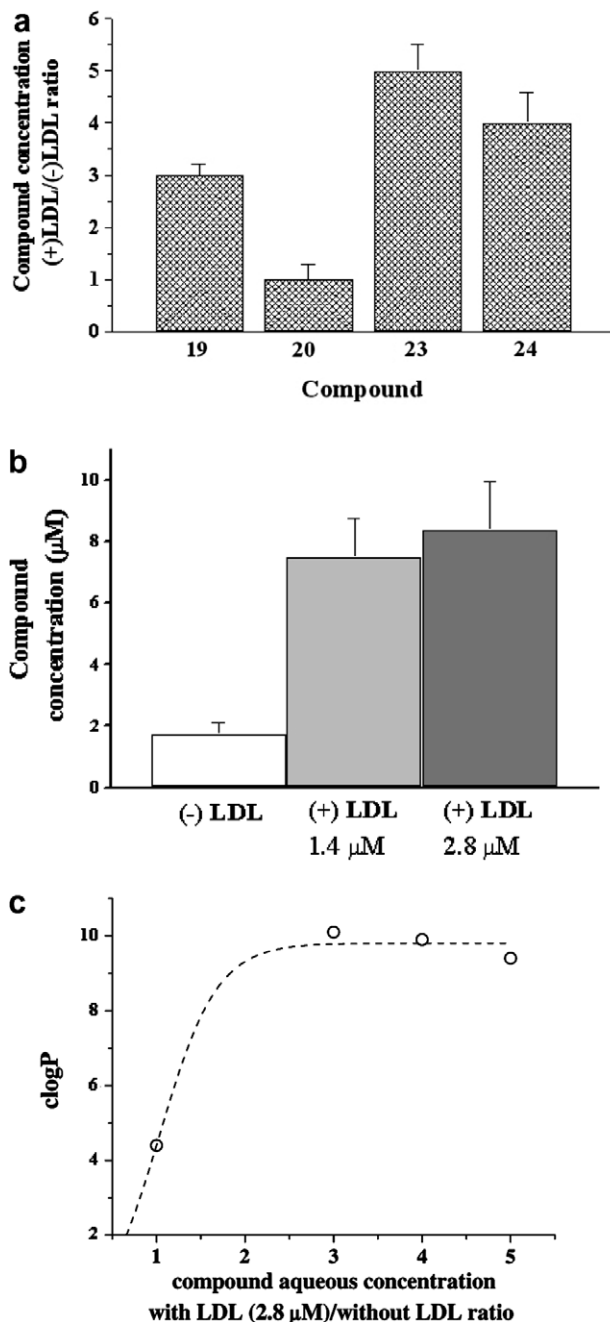 a
Compound concentration
(+)LDL/(-)LDL ratio
6
5
4
3
2
1
0
19 20 23 24
Compound
b
Compound
concentration (μM)
10
8
6
4
2
0
(-) LDL (+) LDL (+) LDL
1.4 μM 2.8 μM
c
clogP
10
8
6
4
2
1 2 3 4 5
compound aqueous concentration
with LDL (2.8 μM)/without LDL ratio